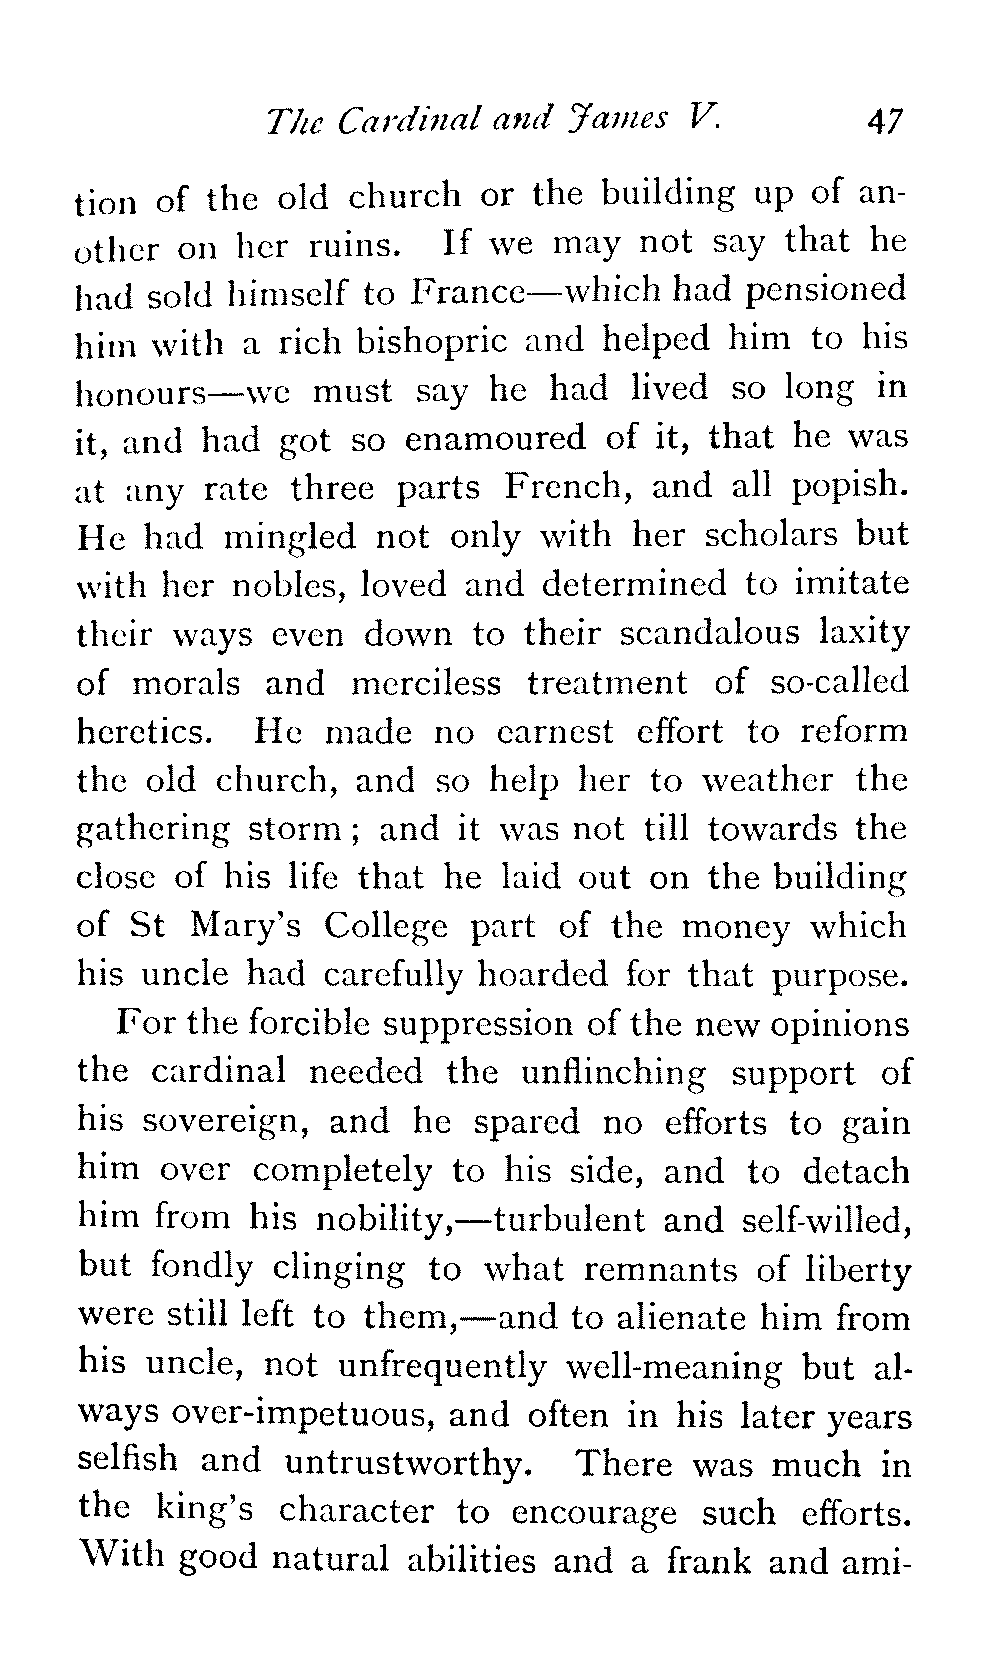 The Cardinal and James V. 47
tion of the old church or the building up of an-
other on her ruins. If we may not say that he
had sold himself to France—which had pensioned
him with a rich bishopric and helped him to his
honours—we must say he had lived so long in
it, and had got so enamoured of it, that he was
at any rate three parts French, and all popish.
He had mingled not only with her scholars but
with her nobles, loved and determined to imitate
their ways even down to their scandalous laxity
of morals and merciless treatment of so-called
heretics. He made no earnest effort to reform
the old church, and so help her to weather the
gathering storm; and it was not till towards the
close of his life that he laid out on the building
of St Mary's College part of the money which
his uncle had carefully hoarded for that purpose.
For the forcible suppression of the new opinions
the cardinal needed the unflinching support of
his sovereign, and he spared no efforts to gain
him over completely to his side, and to detach
him from his nobility,—turbulent and self-willed,
but fondly clinging to what remnants of liberty
were still left to them,—and to alienate him from
his uncle, not unfrequently well-meaning but al-
ways over-impetuous, and often in his later years
selfish and untrustworthy. There was much in
the king's character to encourage such efforts.
With good natural abilities and a frank and ami-